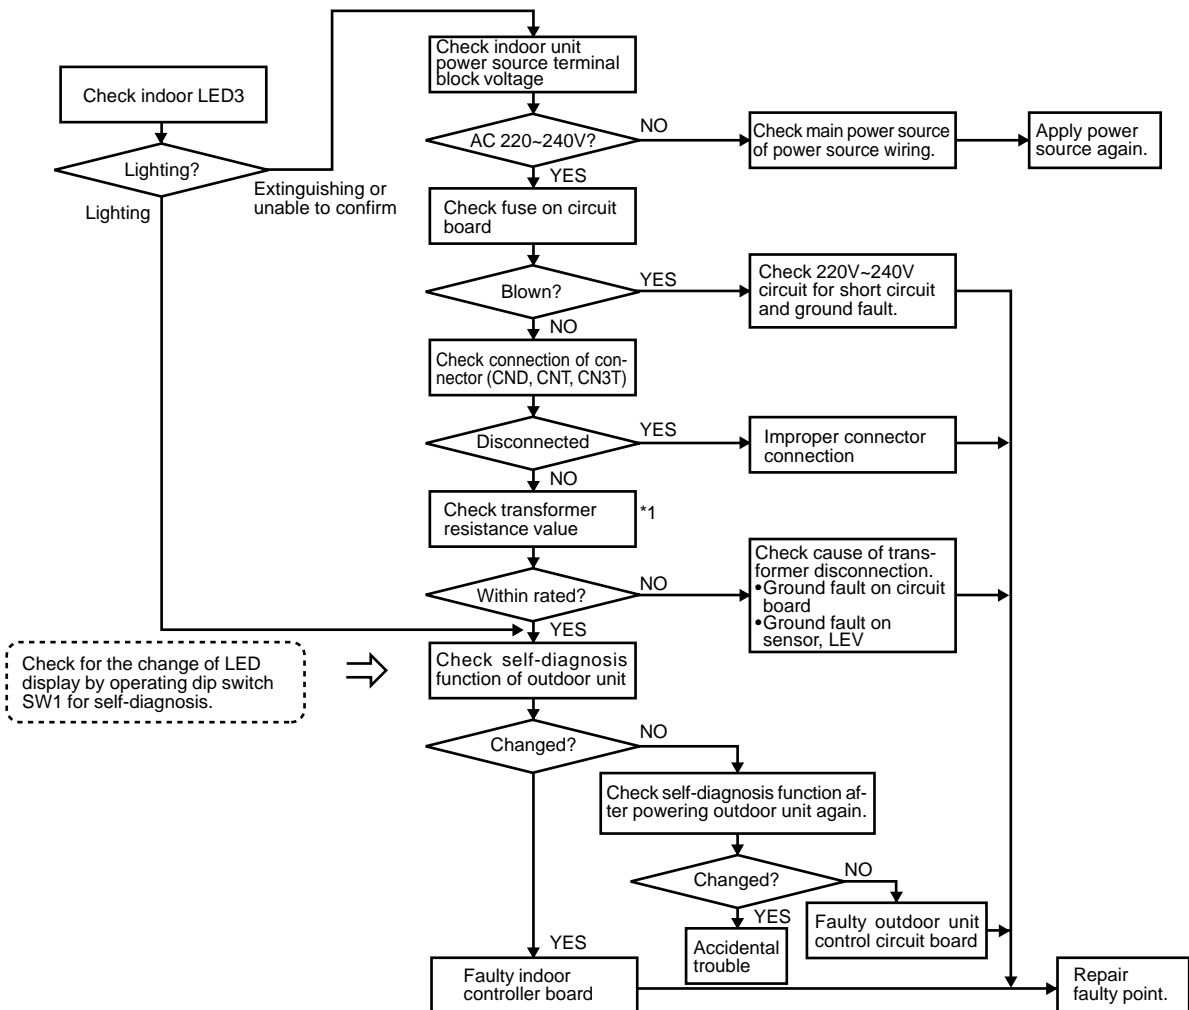 Check indoor LED3
Lighting?
Lighting
Extinguishing or
unable to confirm
Check indoor unit
power source terminal
block voltage
AC 220~240V?
NO
Check main power source
of power source wiring.
Apply power
source again.
YES
Check fuse on circuit
board
Blown?
YES
Check 220V~240V
circuit for short circuit
and ground fault.
NO
Check connection of con-
nector (CND, CNT, CN3T)
Disconnected
YES
Improper connector
connection
NO
Check transformer
resistance value
*1
Within rated?
NO
Check cause of trans-
former disconnection.
•Ground fault on circuit
board
•Ground fault on
sensor, LEV
YES
Check for the change of LED
display by operating dip switch
SW1 for self-diagnosis.
Check self-diagnosis
function of outdoor unit
Changed?
NO
Check self-diagnosis function af-
ter powering outdoor unit again.
Changed?
NO
YES
Faulty outdoor unit
control circuit board
Accidental
trouble
YES
Faulty indoor
controller board
Repair
faulty point.